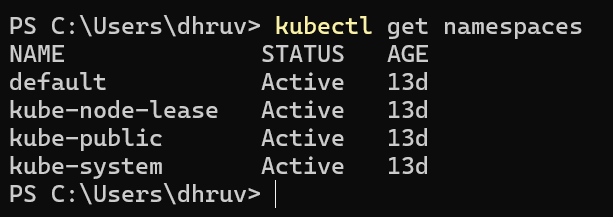 PS C:\Users\dhruv> kubectl get namespaces
NAME              STATUS   AGE
default           Active   13d
kube-node-lease   Active   13d
kube-public       Active   13d
kube-system       Active   13d
PS C:\Users\dhruv>